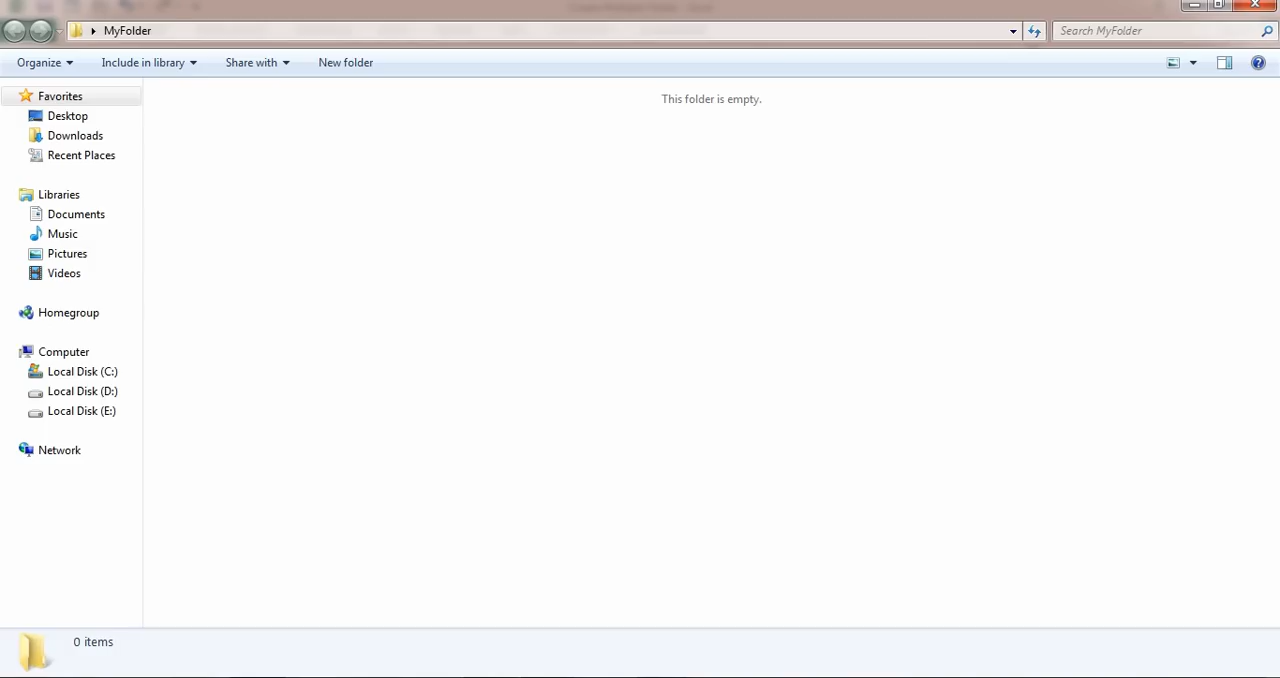 MyFolder
Search MyFolder
Organize Include in library Share with New folder
This folder is empty.
Favorites
Desktop
Downloads
Recent Places
Libraries
Documents
Music
Pictures
Videos
Homegroup
Computer
Local Disk (C:)
Local Disk (D:)
Local Disk (E:)
Network
0 items